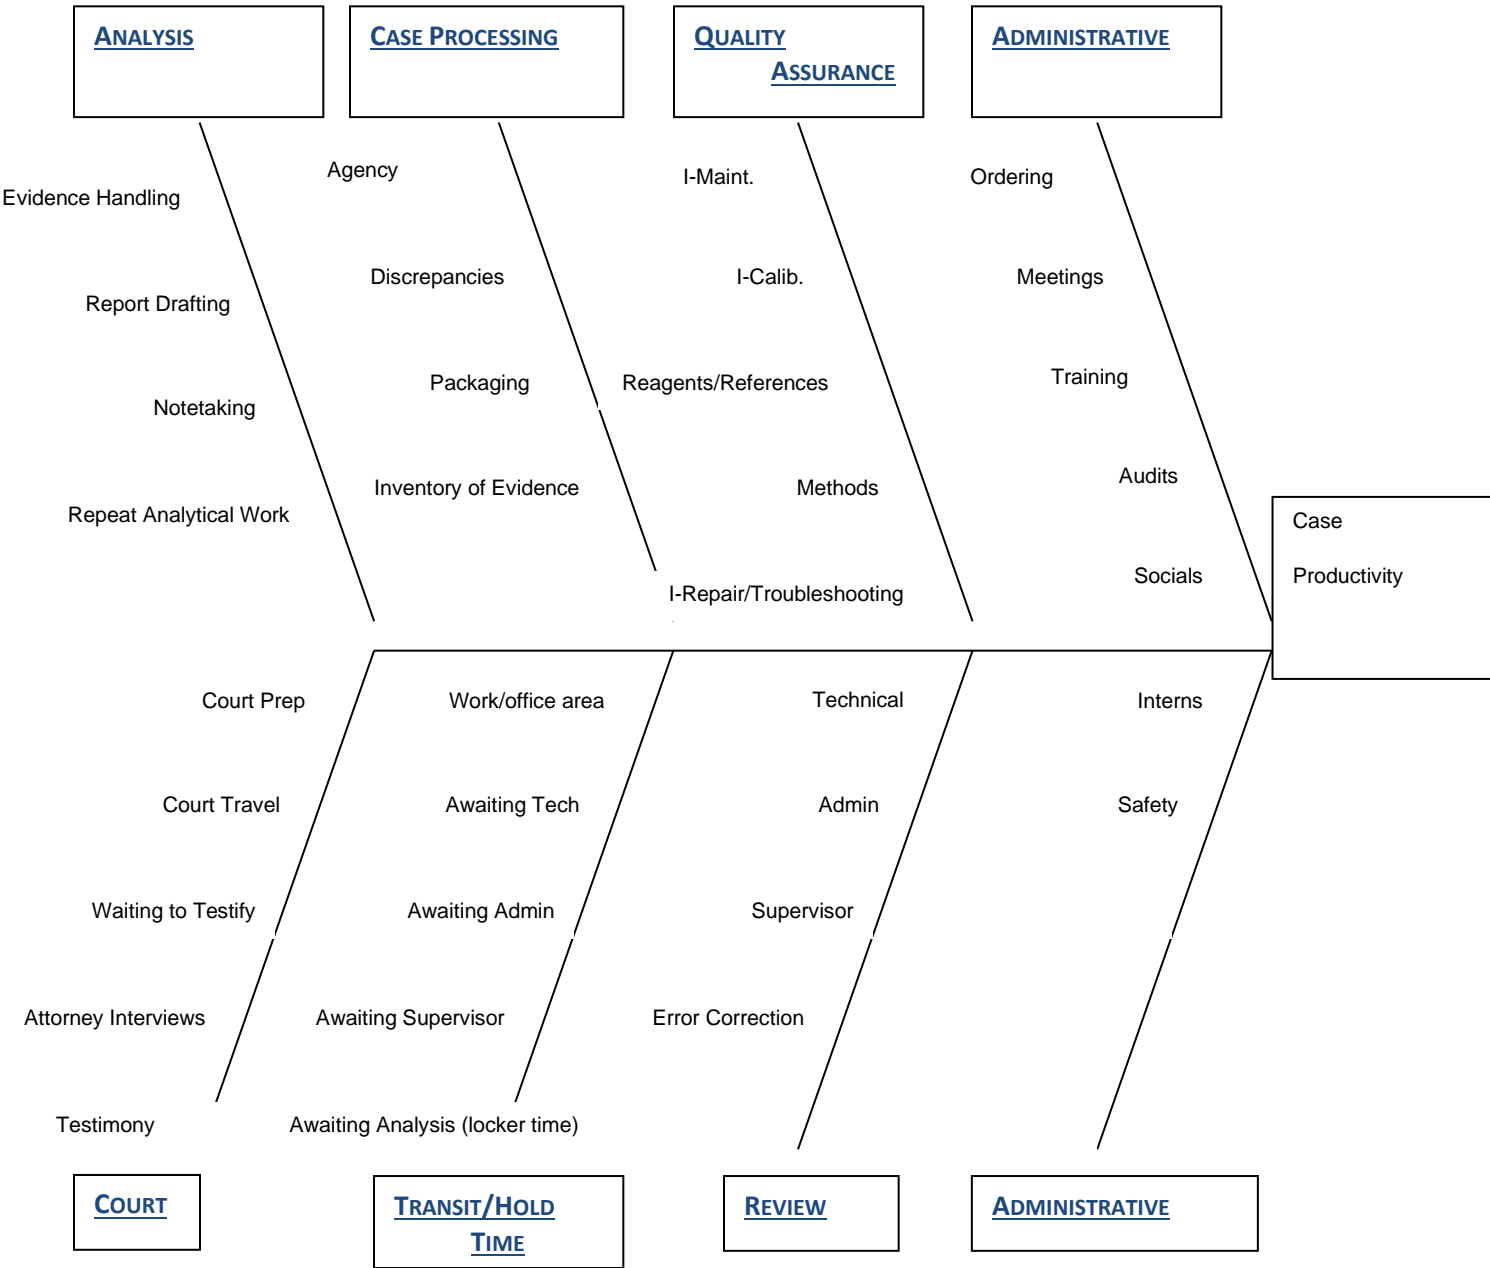 ANALYSIS
CASE PROCESSING
QUALITY
ASSURANCE
ADMINISTRATIVE
Agency
I-Maint.
Ordering
Evidence Handling
Discrepancies
I-Calib.
Meetings
Report Drafting
Packaging
Reagents/References
Training
Notetaking
Inventory of Evidence
Methods
Audits
Repeat Analytical Work
Case
I-Repair/Troubleshooting
Socials
Productivity
Court Prep
Work/office area
Technical
Interns
Court Travel
Awaiting Tech
Admin
Safety
Waiting to Testify
Awaiting Admin
Supervisor
Attorney Interviews
Awaiting Supervisor
Error Correction
Testimony
Awaiting Analysis (locker time)
COURT
TRANSIT/HOLD
TIME
REVIEW
ADMINISTRATIVE